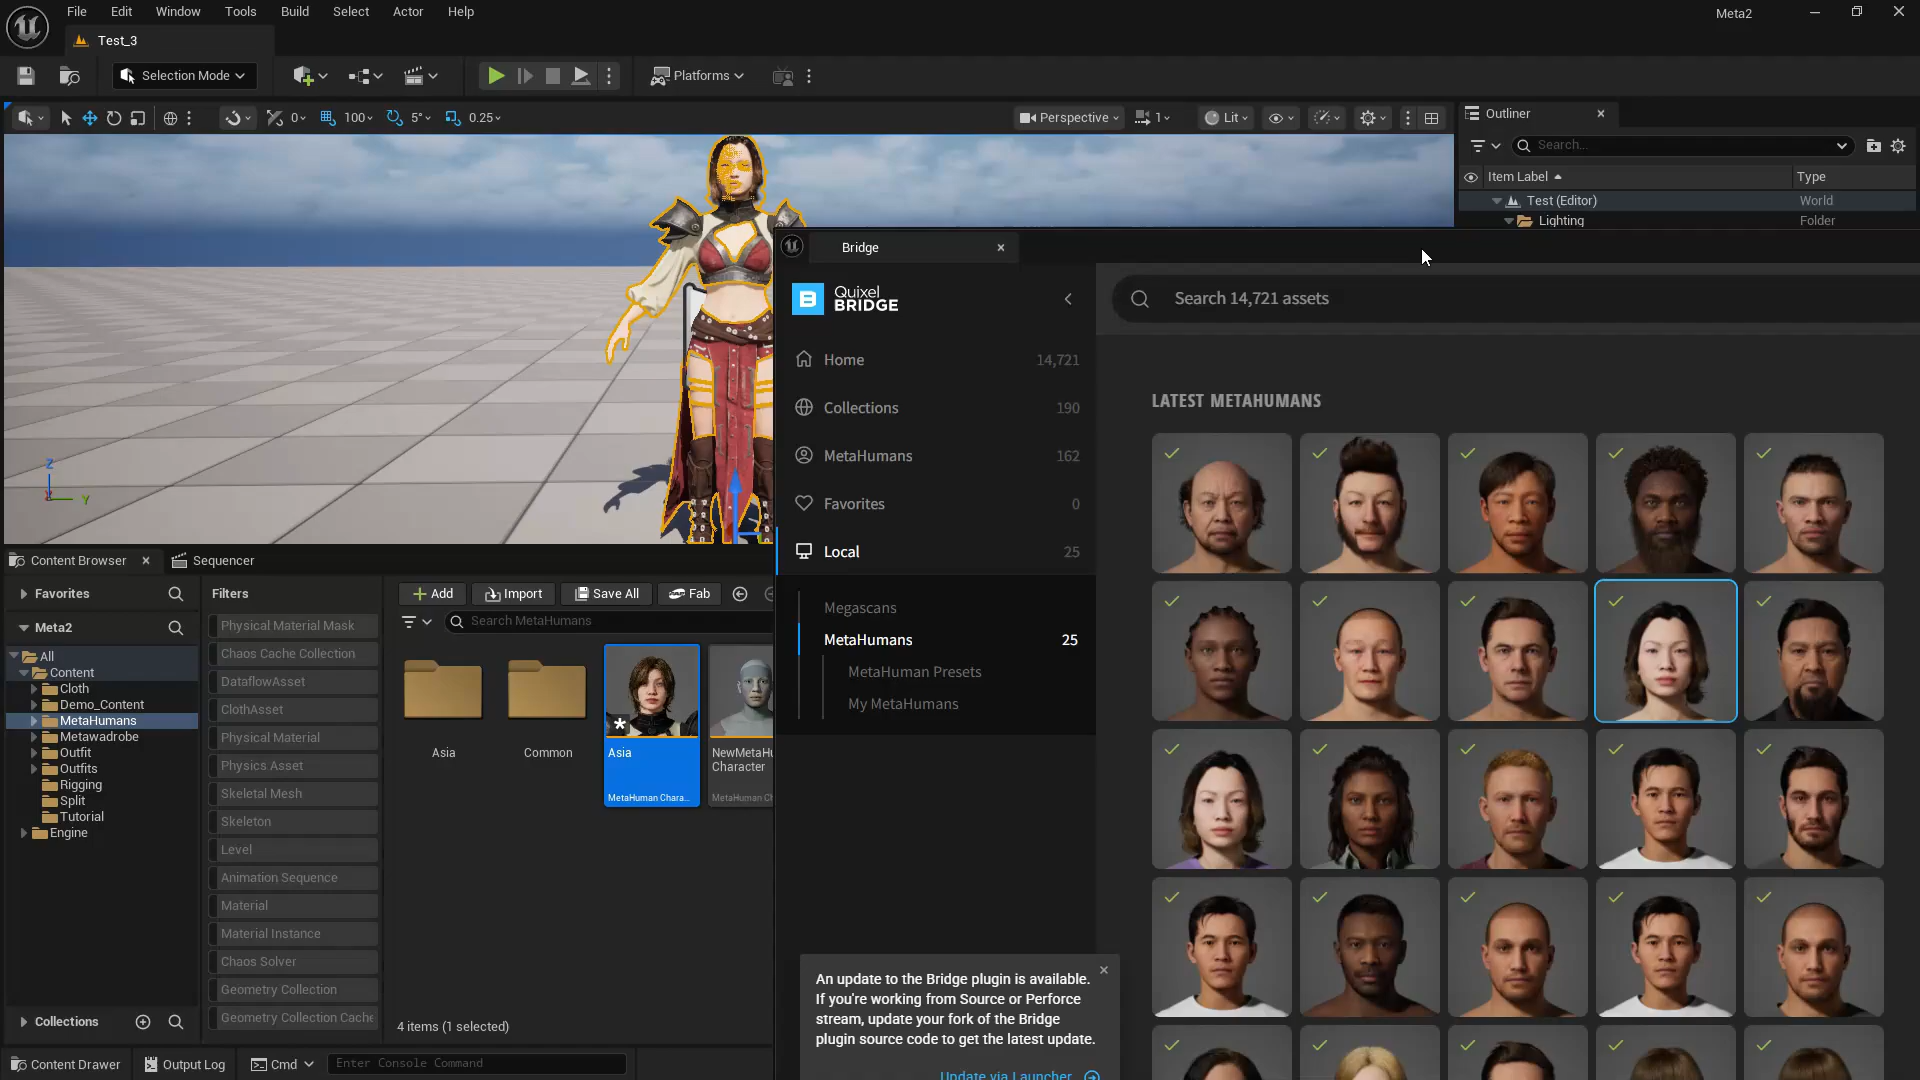 File Edit Window Tools Build Select Actor Help
Meta2
Test_3
Selection Mode
Platforms
0 100 5° 0.25
Perspective 1 Lit
Outliner
Search...
Item Label Type
Test (Editor) World
Lighting Folder
Z
X
Y
Bridge
Quixel
BRIDGE
Search 14,721 assets
Home 14,721
Collections 190
MetaHumans 162
Favorites 0
Local 25
Megascans
MetaHumans 25
MetaHuman Presets
My MetaHumans
LATEST METAHUMANS
An update to the Bridge plugin is available.
If you're working from Source or Perforce
stream, update your fork of the Bridge
plugin source code to get the latest update.
Update via Launcher
Content Browser
Sequencer
Favorites
Meta2
All
Content
Cloth
Demo_Content
MetaHumans
Metawadrobe
Outfit
Outfits
Rigging
Split
Tutorial
Engine
Collections
Filters
Physical Material Mask
Chaos Cache Collection
DataflowAsset
ClothAsset
Physical Material
Physics Asset
Skeletal Mesh
Skeleton
Level
Animation Sequence
Material
Material Instance
Chaos Solver
Geometry Collection
Geometry Collection Cache
Add Import Save All Fab
Search MetaHumans
Asia
Common
Asia
MetaHuman Chara...
NewMetaHu
Character
MetaHuman Ch
4 items (1 selected)
Content Drawer Output Log Cmd Enter Console Command